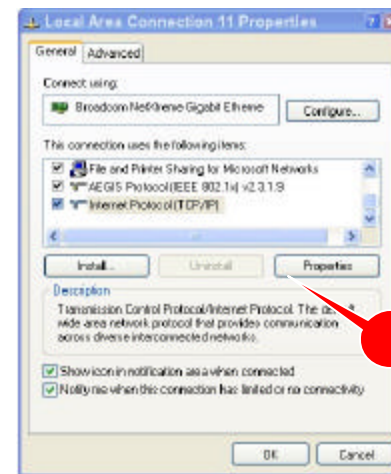 Local Area Connection 11 Properties
General Advanced
Connect using:
Broadcom NetXtreme Gigabit Etherne Configure...
This connection uses the following items:
File and Printer Sharing for Microsoft Networks
AEGIS Protocol (IEEE 802.1x) v2.3.1.9
Internet Protocol (TCP/IP)
Install... Uninstall Properties
Description
Transmission Control Protocol/Internet Protocol. The
wide area network protocol that provides communication
across diverse interconnected networks.
Show icon in notification area when connected
Notify me when this connection has limited or no connectivity
OK Cancel